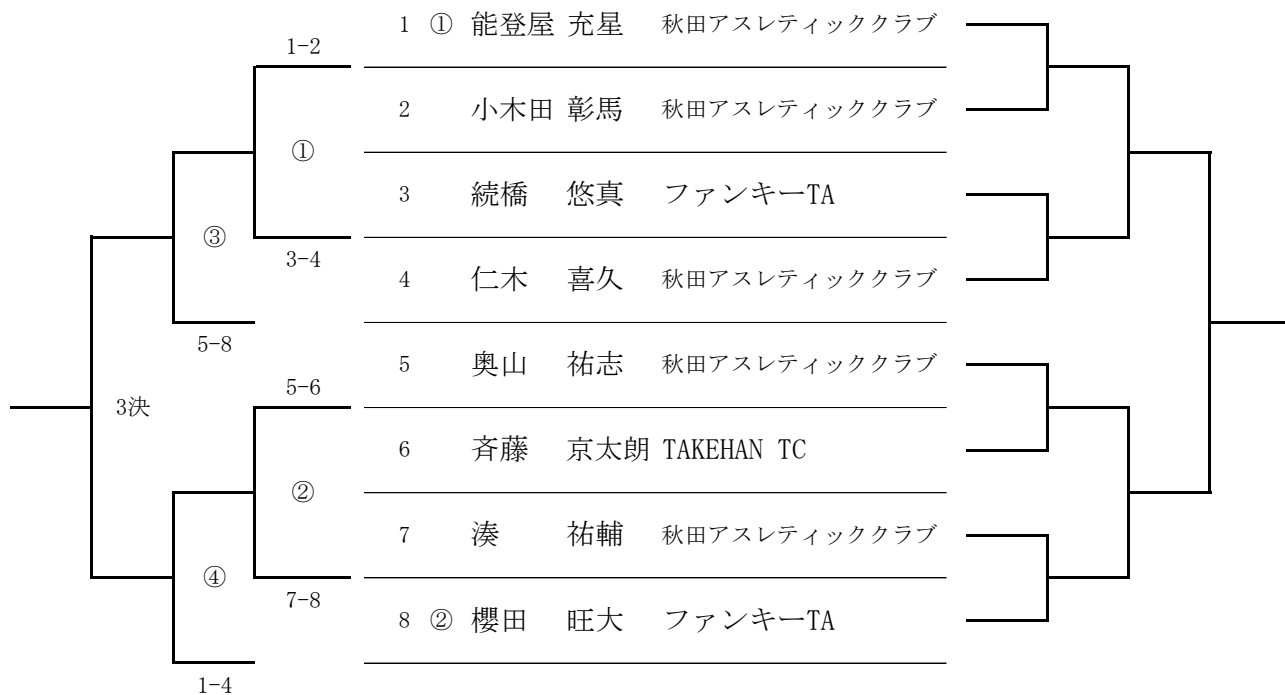 1 ① 能登屋 充星 秋田アスレティッククラブ
1-2
2 小木田 彰馬 秋田アスレティッククラブ
①
3 続橋 悠真 ファンキーTA
③
3-4
4 仁木 喜久 秋田アスレティッククラブ
5-8
5 奥山 祐志 秋田アスレティッククラブ
5-6
3決
6 斉藤 京太朗 TAKEHAN TC
②
7 湊 祐輔 秋田アスレティッククラブ
④
7-8
8 ② 櫻田 旺大 ファンキーTA
1-4